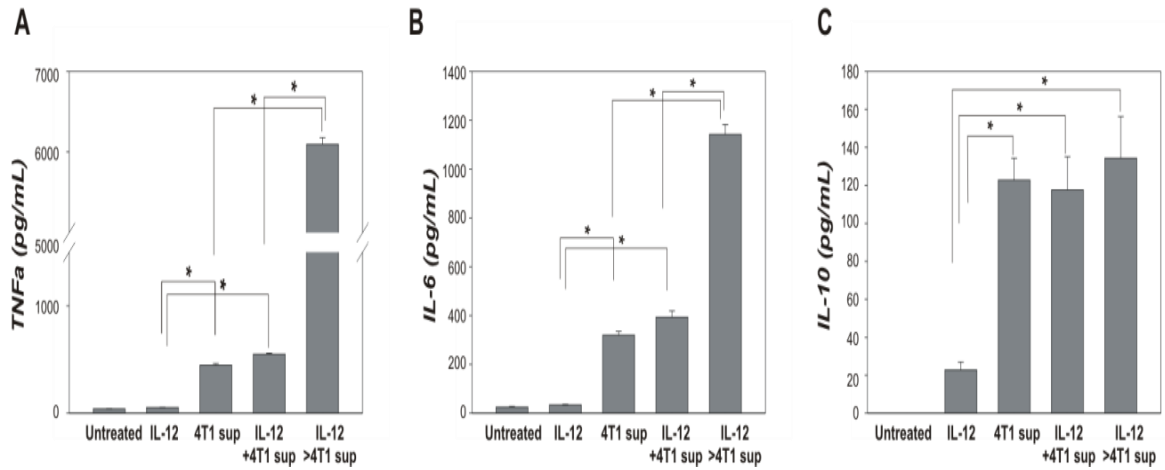 A
TNFa (pg/mL)
7000
6000
5000
1000
0
*
*
*
*
Untreated IL-12 4T1 sup IL-12 IL-12
+4T1 sup >4T1 sup
B
IL-6 (pg/mL)
1400
1200
1000
800
600
400
200
0
*
*
*
*
Untreated IL-12 4T1 sup IL-12 IL-12
+4T1 sup >4T1 sup
C
IL-10 (pg/mL)
180
160
140
120
100
80
60
40
20
0
*
*
*
Untreated IL-12 4T1 sup IL-12 IL-12
+4T1 sup >4T1 sup